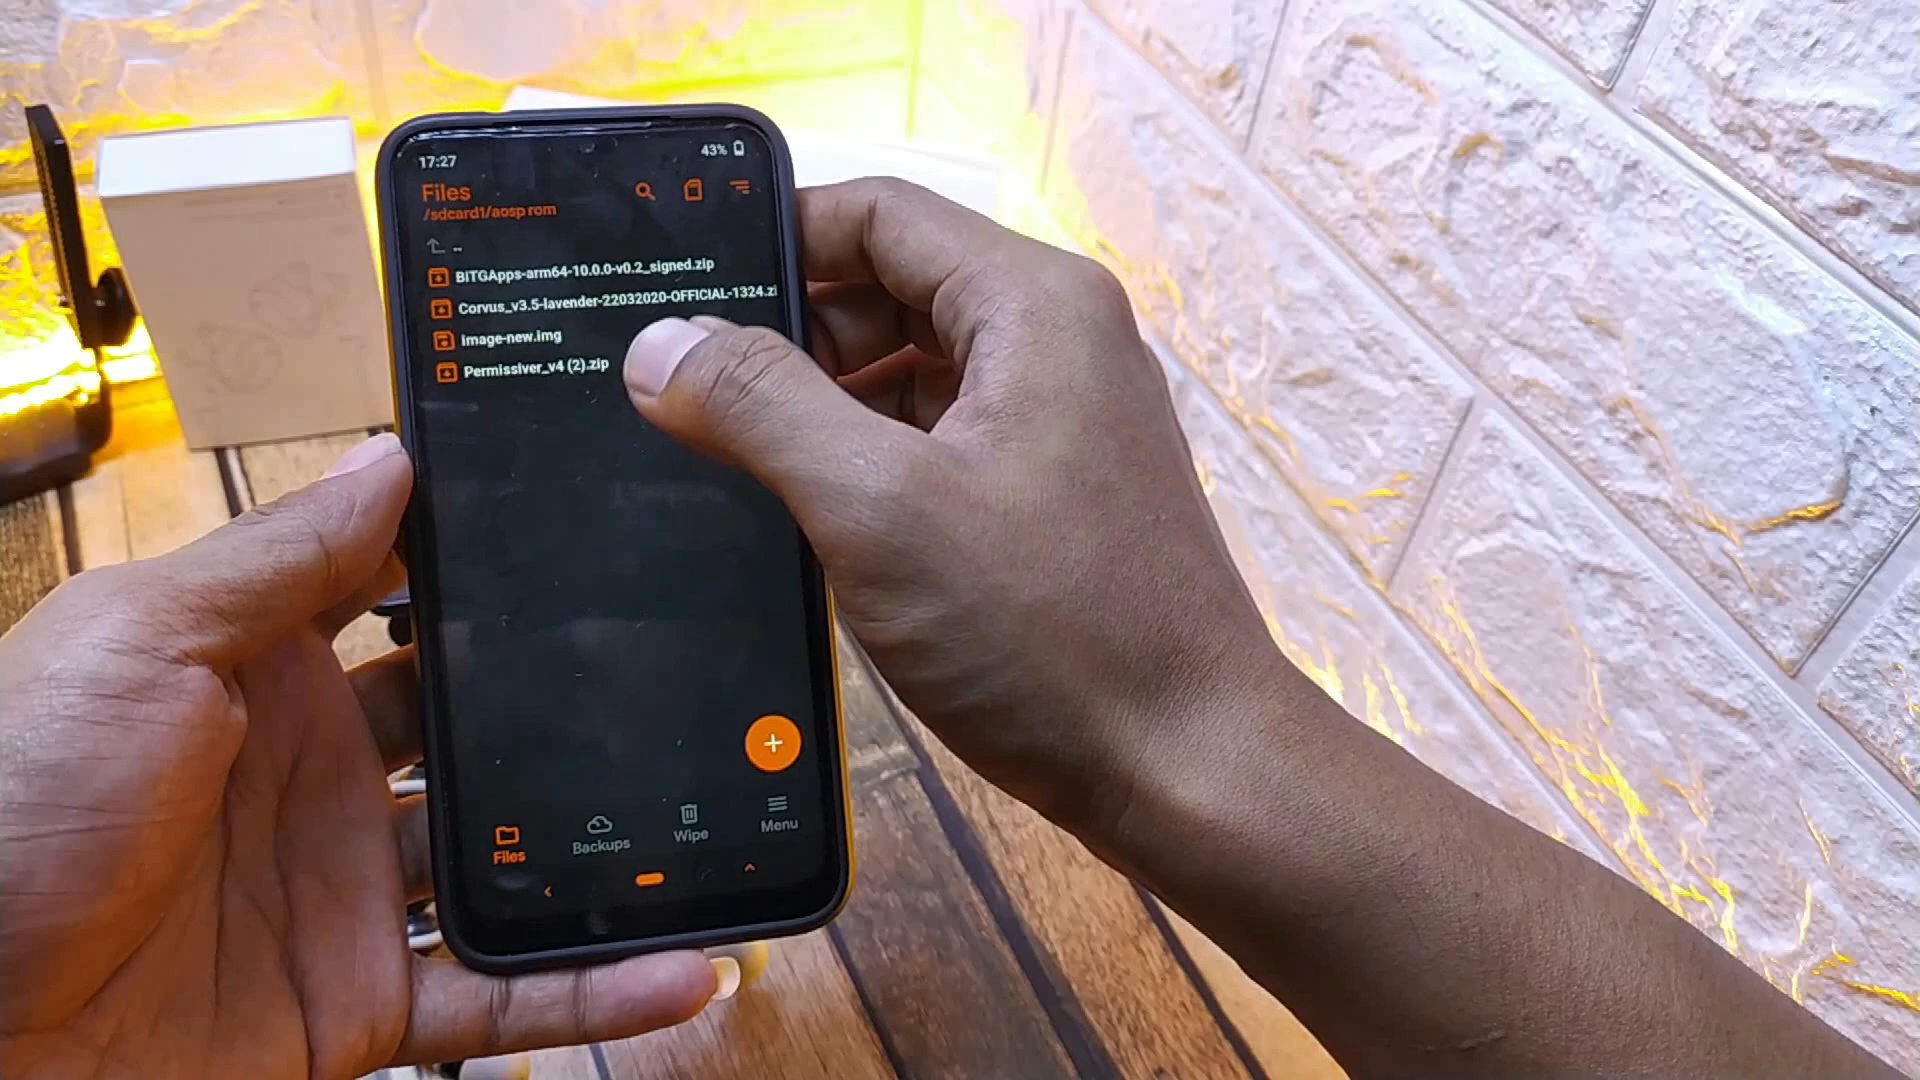 17:27
43%
Files
/sdcard1/aosp rom
..
BiTGApps-arm64-10.0.0-v0.2_signed.zip
Corvus_v3.5-lavender-22032020-OFFICIAL-1324.zi
image-new.img
Permissiver_v4 (2).zip
Files
Backups
Wipe
Menu